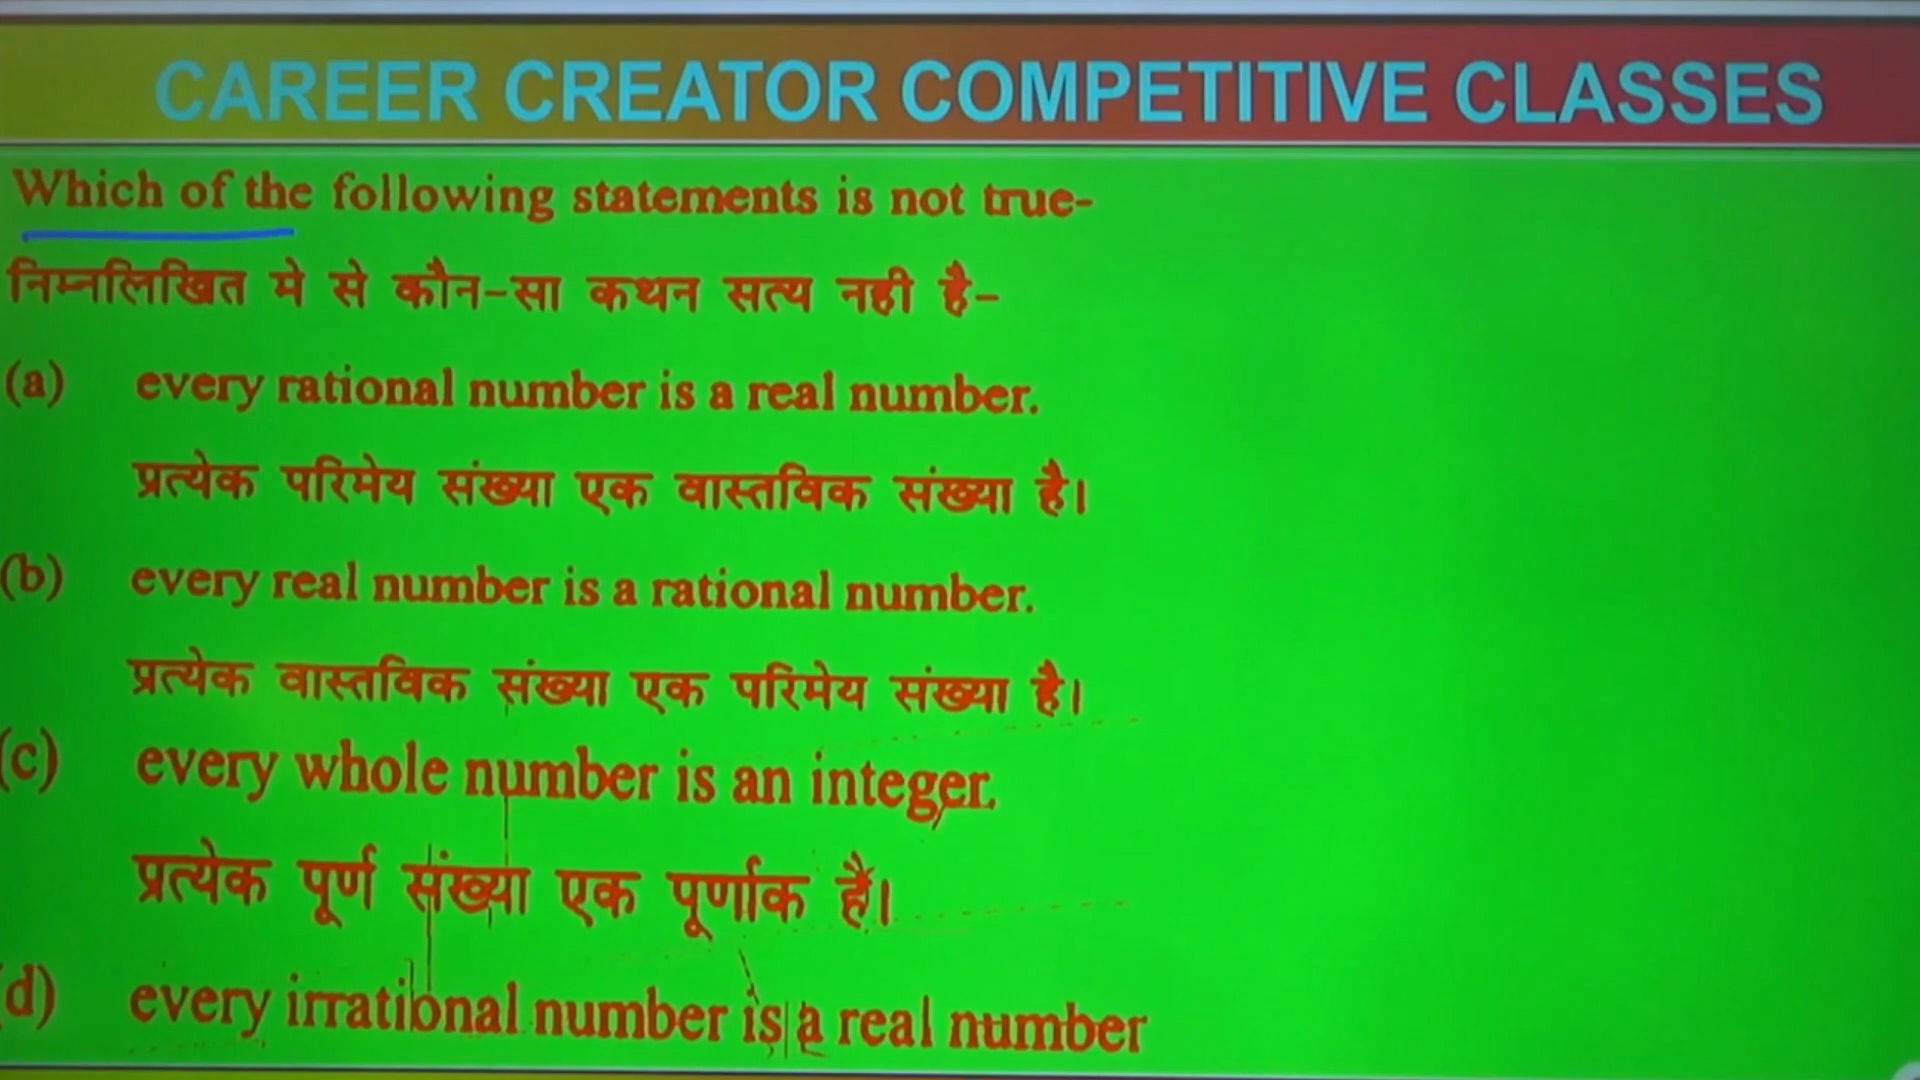 CAREER CREATOR COMPETITIVE CLASSES
Which of the following statements is not true-
निम्नलिखित मे से कौन-सा कथन सत्य नही है-
(a) every rational number is a real number.
प्रत्येक परिमेय संख्या एक वास्तविक संख्या है।
(b) every real number is a rational number.
प्रत्येक वास्तविक संख्या एक परिमेय संख्या है।
(c) every whole number is an integer.
प्रत्येक पूर्ण संख्या एक पूर्णाक है।
d) every irrational number is a real number